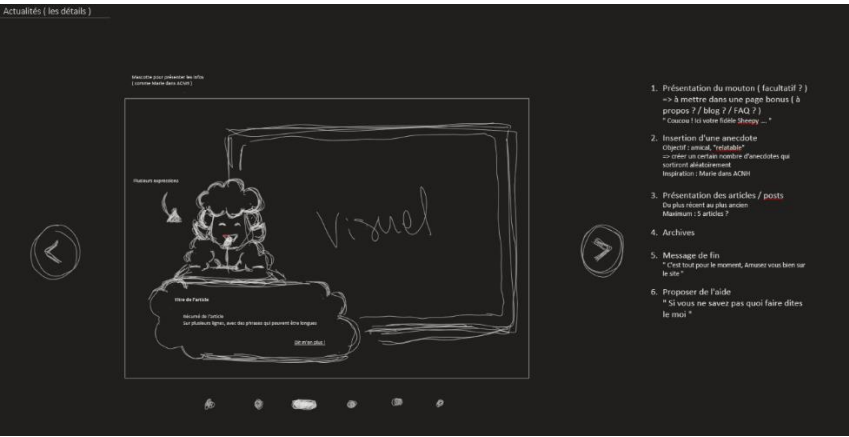 Actualités ( les détails )
Mascotte pour présenter les infos
( comme Marie dans ACNH )
Plusieurs expressions
Visuel
Titre de l'article
Résumé de l'article
Sur plusieurs lignes, avec des phrases qui peuvent être longues
Dit m'en plus !
1. Présentation du mouton ( facultatif ? )
=> à mettre dans une page bonus ( à
propos ? / blog ? / FAQ ? )
" Coucou ! Ici votre fidèle Sheepy .... "
2. Insertion d'une anecdote
Objectif : amical, "relatable"
=> créer un certain nombre d'anecdotes qui
sortiront aléatoirement
Inspiration : Marie dans ACNH
3. Présentation des articles / posts
Du plus récent au plus ancien
Maximum : 5 articles ?
4. Archives
5. Message de fin
" C'est tout pour le moment, Amusez vous bien sur
le site "
6. Proposer de l'aide
" Si vous ne savez pas quoi faire dites
le moi "